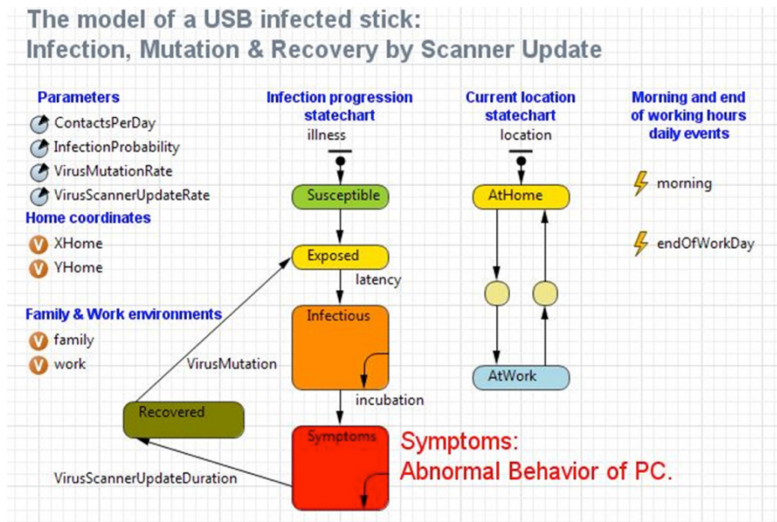 The model of a USB infected stick:
Infection, Mutation & Recovery by Scanner Update
Parameters
ContactsPerDay
InfectionProbability
VirusMutationRate
VirusScannerUpdateRate
Home coordinates
V XHome
V YHome
Family & Work environments
V family
V work
Infection progression
statechart
illness
Susceptible
Exposed
latency
Infectious
VirusMutation
incubation
Recovered
Symptoms
VirusScannerUpdateDuration
Symptoms:
Abnormal Behavior of PC.
Current location
statechart
location
AtHome
AtWork
Morning and end
of working hours
daily events
morning
endOfWorkDay